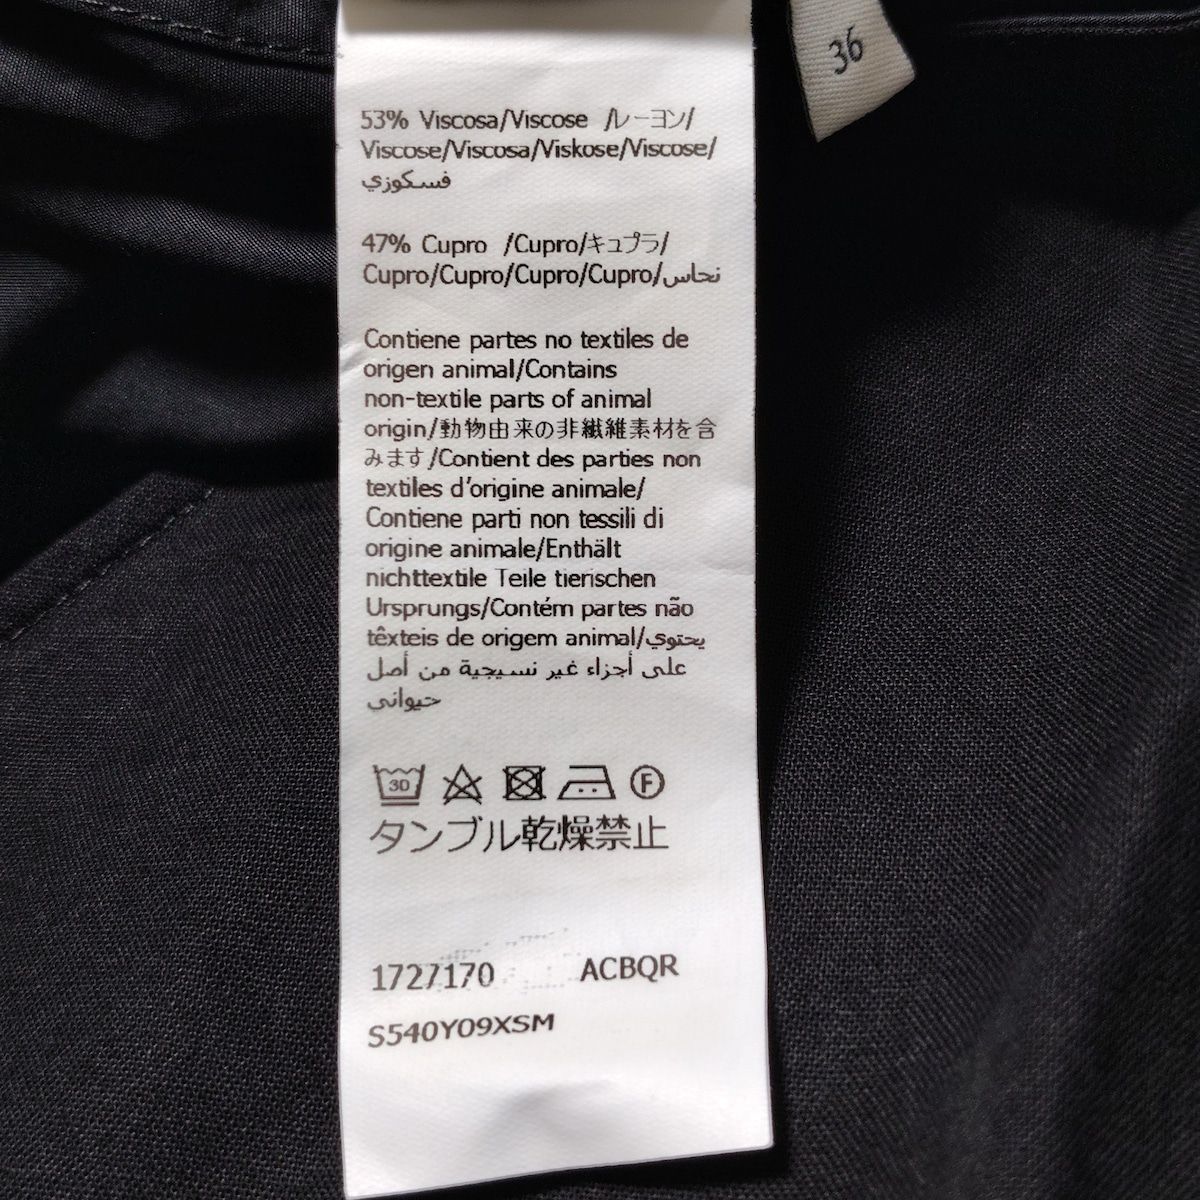 36
53% Viscosa/Viscose /レーヨン/
Viscose/Viscosa/Viskose/Viscose/
فسكوزي
47% Cupro /Cupro/キュプラ/
Cupro/Cupro/Cupro/Cupro/نحاس
Contiene partes no textiles de
origen animal/Contains
non-textile parts of animal
origin/動物由来の非繊維素材を含
みます/Contient des parties non
textiles d'origine animale/
Contiene parti non tessili di
origine animale/Enthält
nichttextile Teile tierischen
Ursprungs/Contém partes não
têxteis de origem animal/يحتوي
على أجزاء غير نسيجية من أصل
حيواني
30 F
タンブル乾燥禁止
1727170 ACBQR
S540Y09XSM